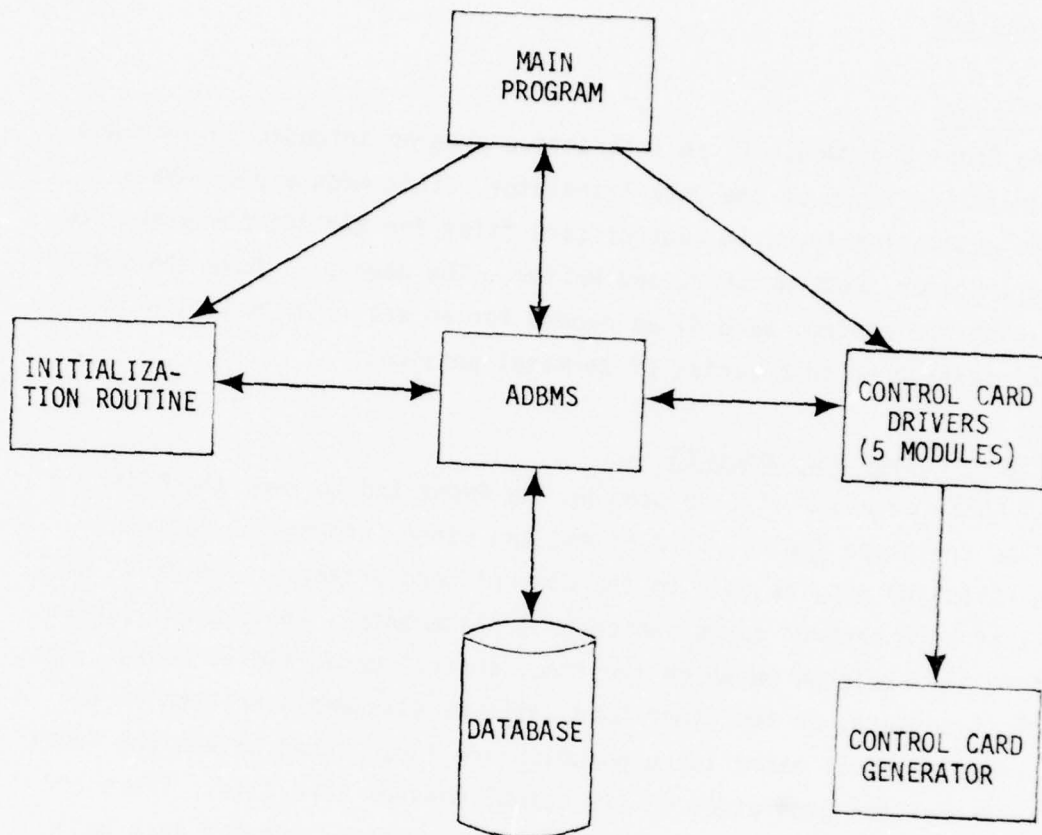 MAIN
PROGRAM
INITIALIZA-
TION ROUTINE
ADBMS
CONTROL CARD
DRIVERS
(5 MODULES)
DATABASE
CONTROL CARD
GENERATOR